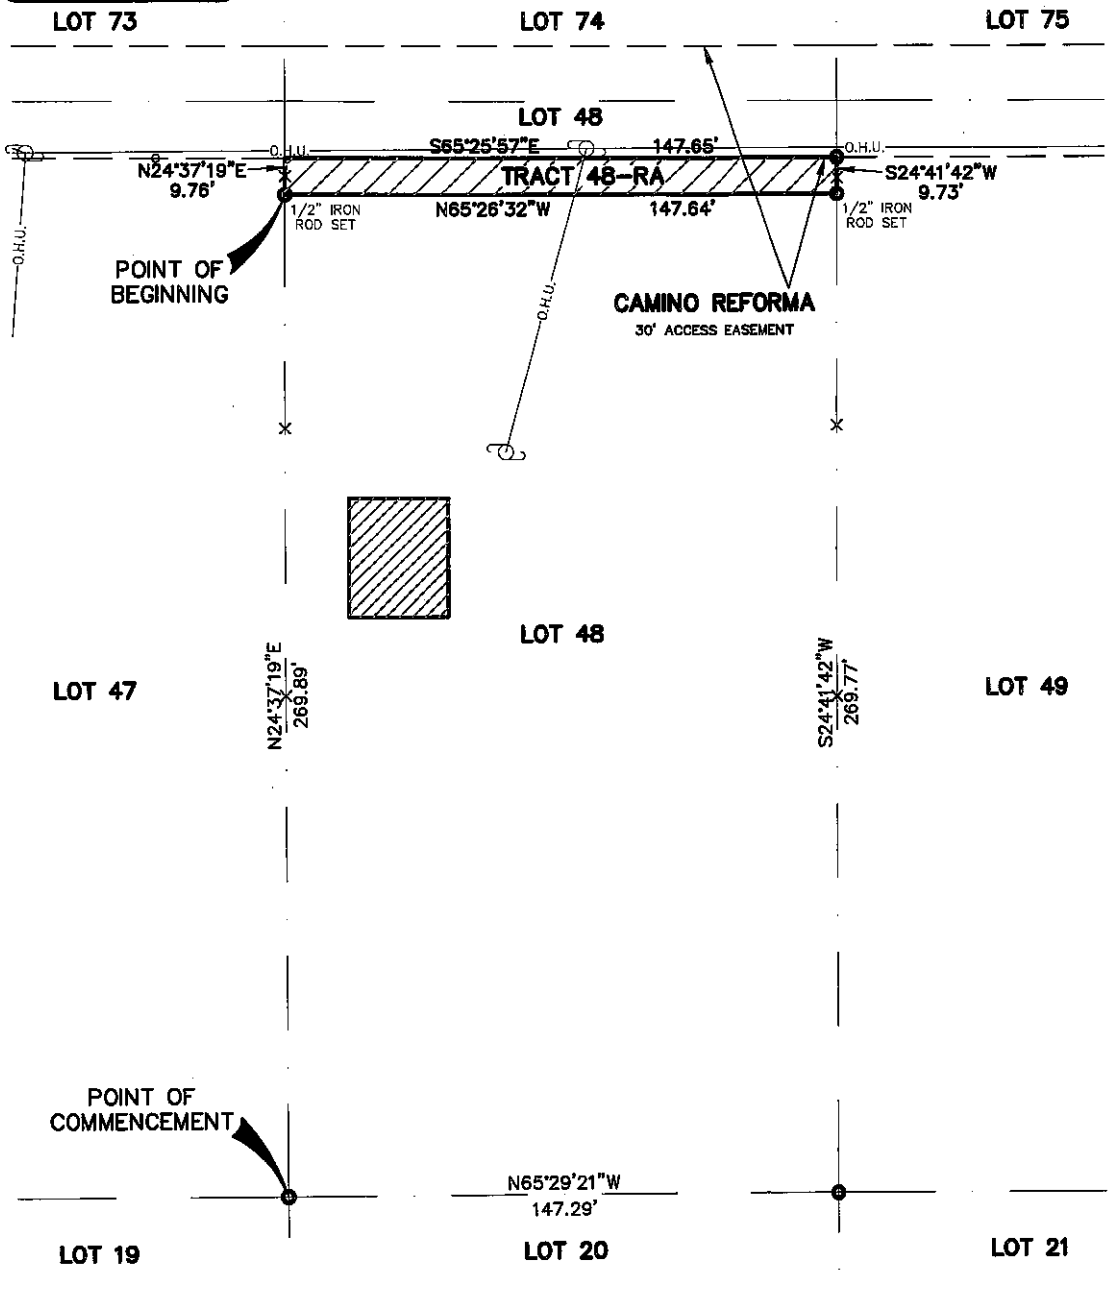 LOT 73
LOT 74
LOT 75
LOT 48
S65°25'57"E 147.65'
O.H.U.
O.H.U.
N24°37'19"E
9.76'
TRACT 48-RA
S24°41'42"W
9.73'
N65°26'32"W 147.64'
1/2" IRON
ROD SET
1/2" IRON
ROD SET
O.H.U.
POINT OF
BEGINNING
O.H.U.
CAMINO REFORMA
30' ACCESS EASEMENT
LOT 48
LOT 47
N24°37'19"E
269.89'
S24°41'42"W
269.77'
LOT 49
POINT OF
COMMENCEMENT
N65°29'21"W
147.29'
LOT 19
LOT 20
LOT 21